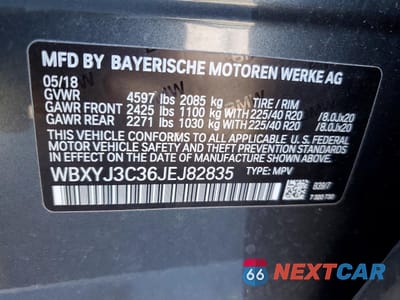 MFD BY BAYERISCHE MOTOREN WERKE AG
05/18
GVWR 4597 lbs 2085 kg TIRE / RIM
GAWR FRONT 2425 lbs 1100 kg WITH 225/40 R20 /8.0Jx20
GAWR REAR 2271 lbs 1030 kg WITH 225/40 R20 /8.0Jx20
THIS VEHICLE CONFORMS TO ALL APPLICABLE U. S. FEDERAL
MOTOR VEHICLE SAFETY, BUMPER, AND THEFT PREVENTION
STANDARDS IN EFFECT ON THE DATE OF MANUFACTURE SHOWN ABOVE.
WBXYJ3C36JEJ82835 TYPE: MPV
B39/7
66 NEXTCAR